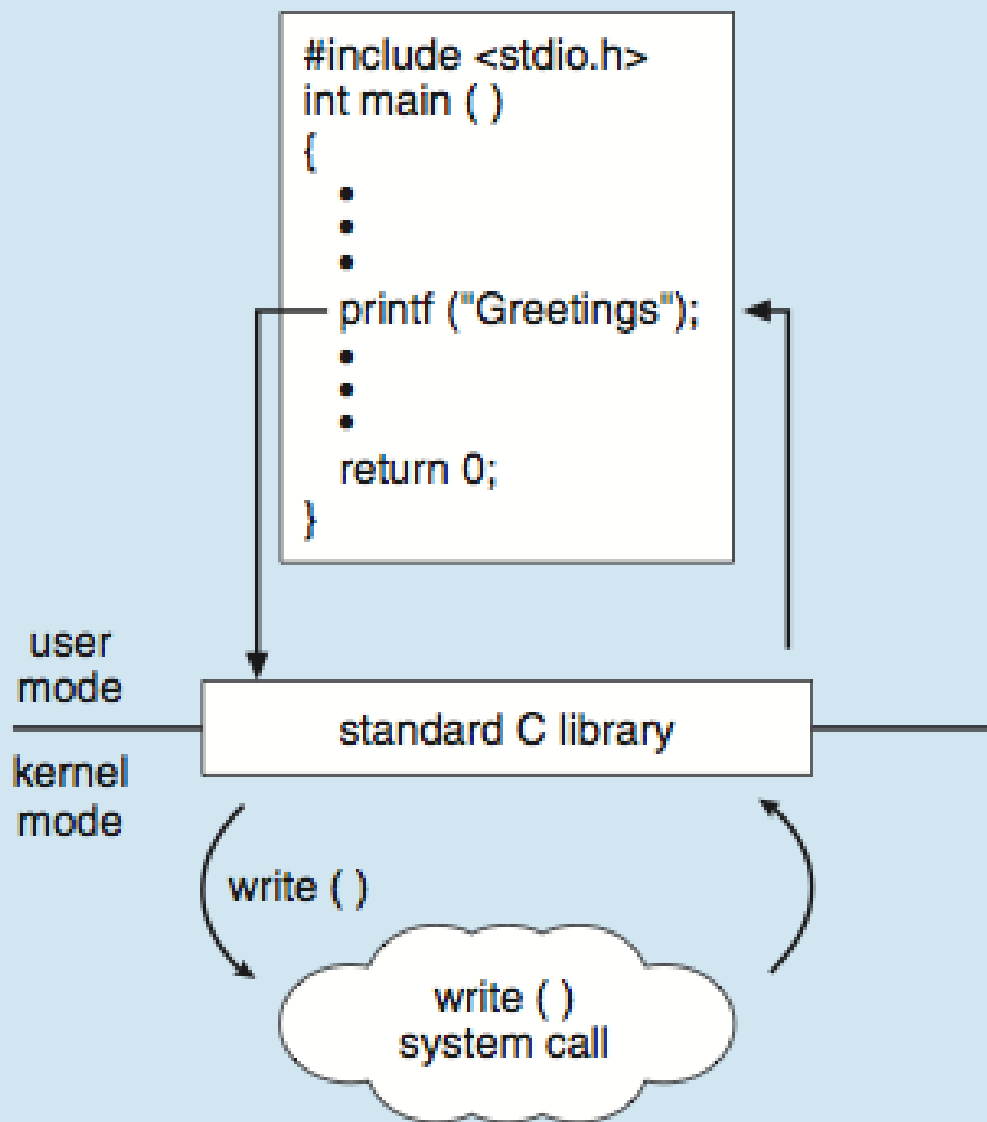 #include <stdio.h>
int main ( )
{
•
•
•
printf ("Greetings");
•
•
•
return 0;
}
user
mode
standard C library
kernel
mode
write ( )
write ( )
system call